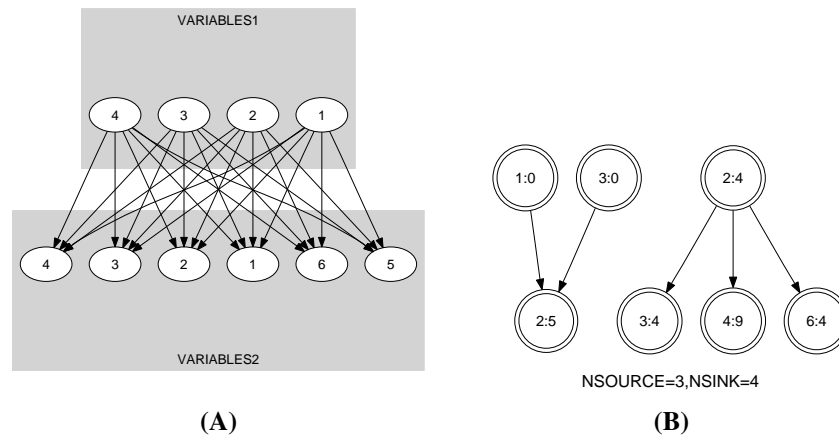 VARIABLES1
4 3 2 1
4 3 2 1 6 5
VARIABLES2
1:0 3:0 2:4
2:5 3:4 4:9 6:4
NSOURCE=3,NSINK=4
(A) (B)